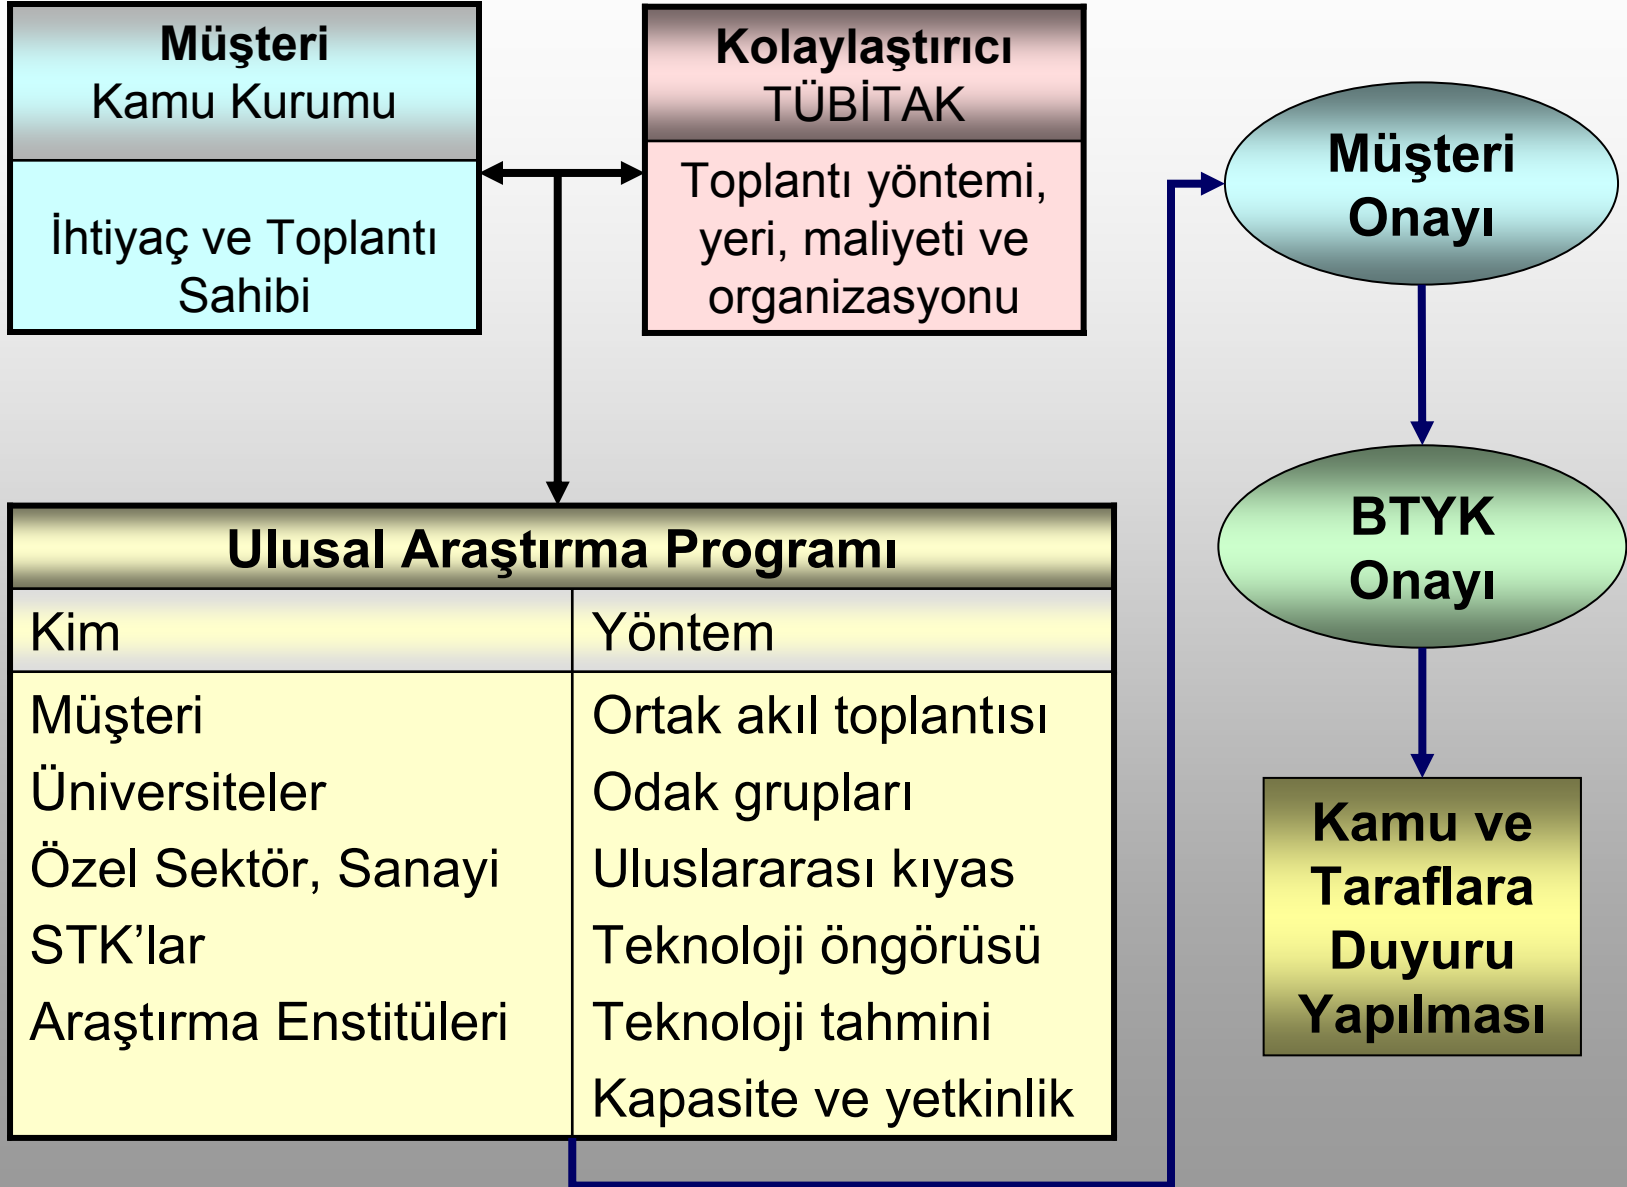 Müşteri
Kamu Kurumu
İhtiyaç ve Toplantı
Sahibi
Kolaylaştırıcı
TÜBİTAK
Toplantı yöntemi,
yeri, maliyeti ve
organizasyonu
Müşteri
Onayı
BTYK
Onayı
Kamu ve
Taraflara
Duyuru
Yapılması
Ulusal Araştırma Programı
Kim
Müşteri
Üniversiteler
Özel Sektör, Sanayi
STK’lar
Araştırma Enstitüleri
Yöntem
Ortak akıl toplantısı
Odak grupları
Uluslararası kıyas
Teknoloji öngörüsü
Teknoloji tahmini
Kapasite ve yetkinlik